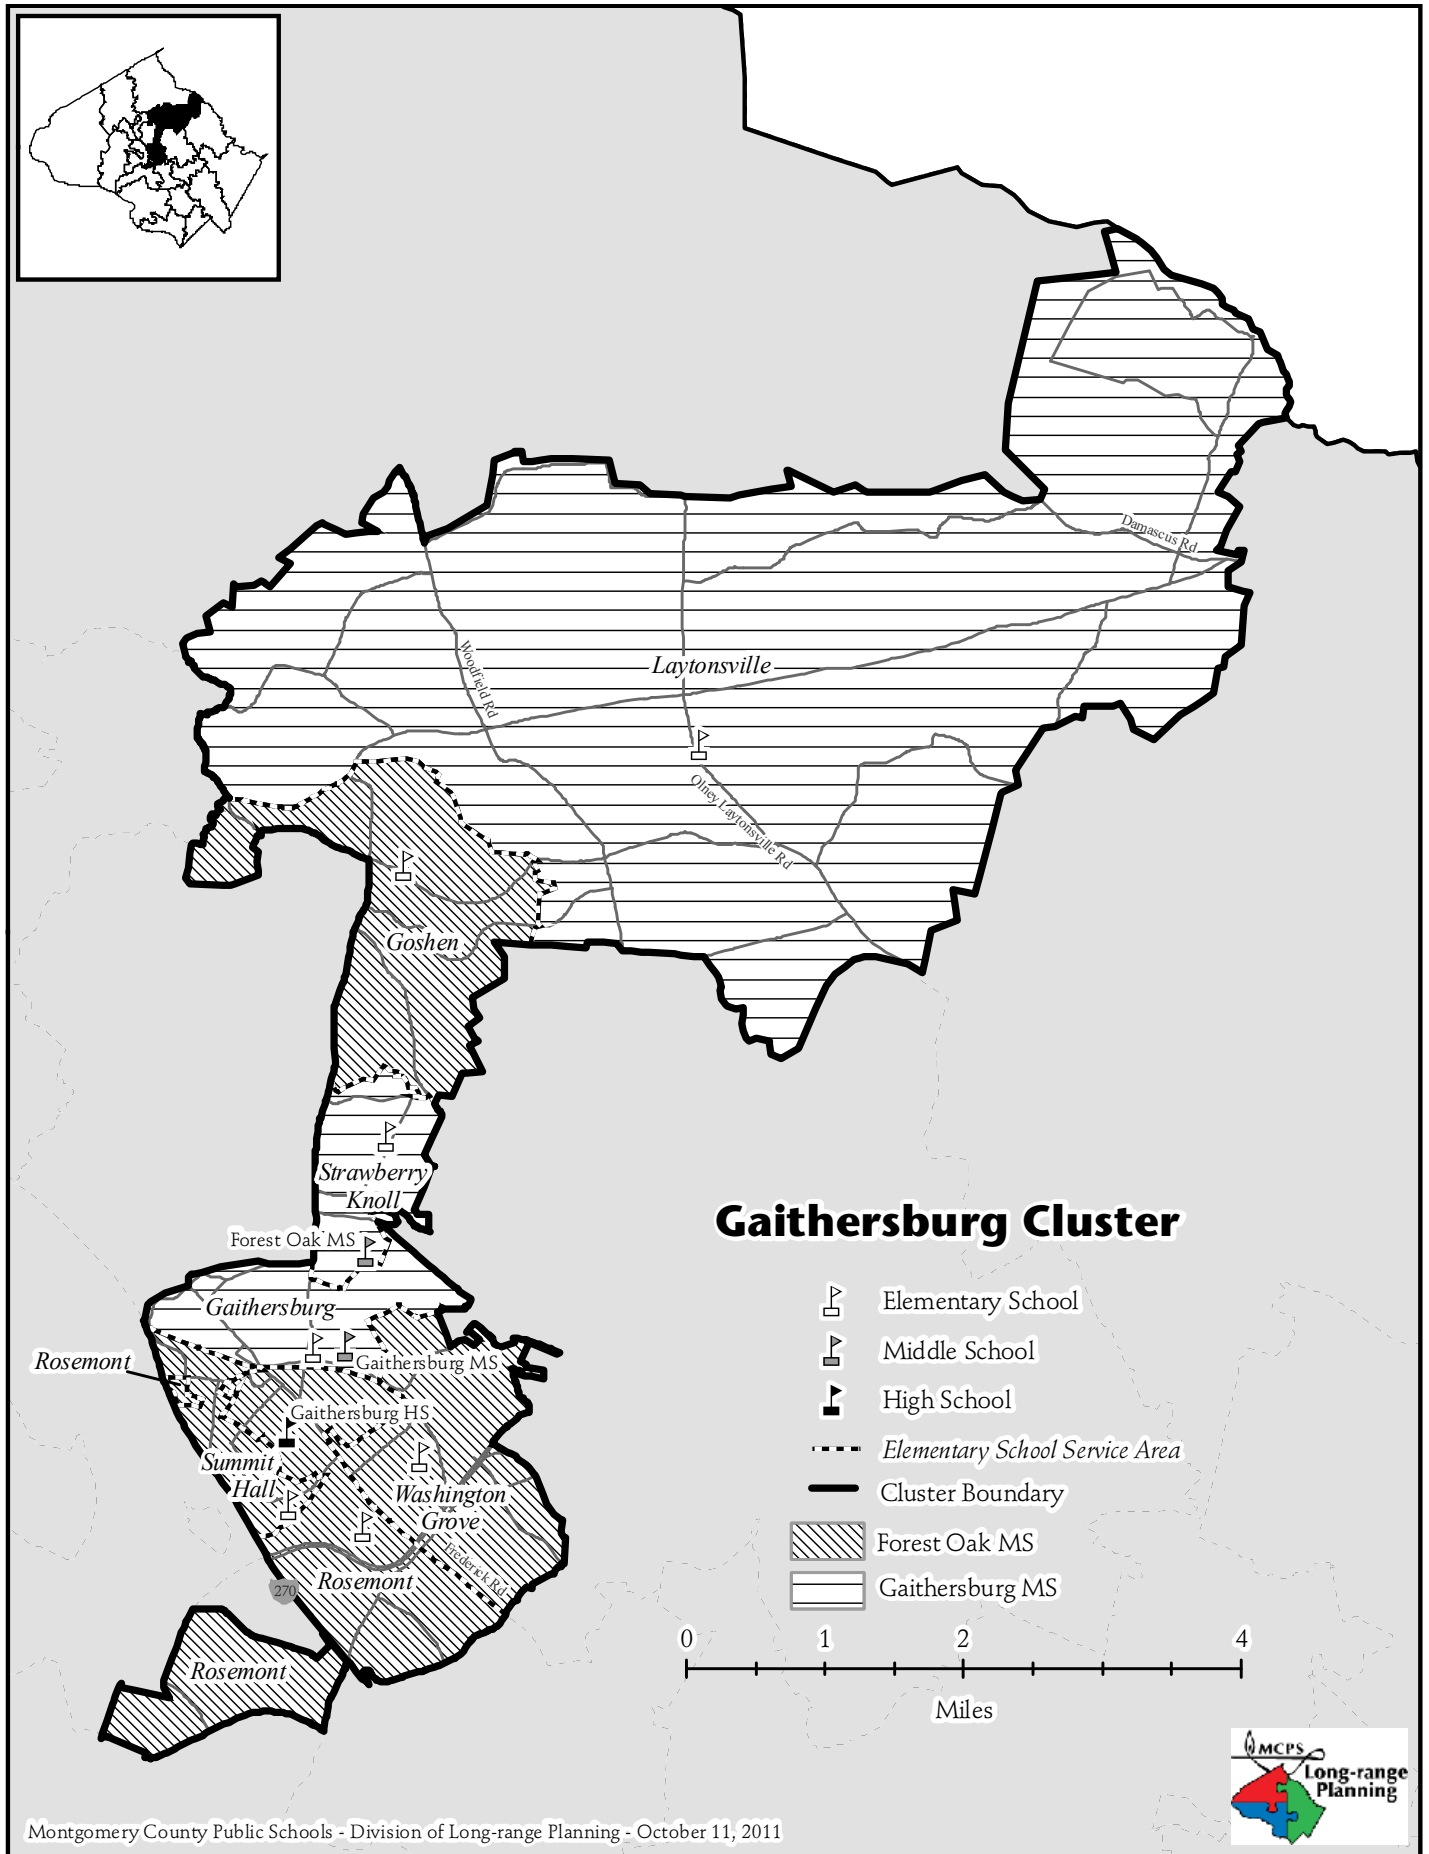 Damascus Rd
Woodfield Rd
Laytonsville
Olney Laytonsville Rd
Goshen
Strawberry
Knoll
Forest Oak MS
Gaithersburg
Rosemont
Gaithersburg MS
Gaithersburg HS
Summit
Hall
Washington
Grove
Frederick Rd
Rosemont
270
Rosemont
Gaithersburg Cluster
Elementary School
Middle School
High School
Elementary School Service Area
Cluster Boundary
Forest Oak MS
Gaithersburg MS
0 1 2 4
Miles
MCPS
Long-range
Planning
Montgomery County Public Schools - Division of Long-range Planning - October 11, 2011